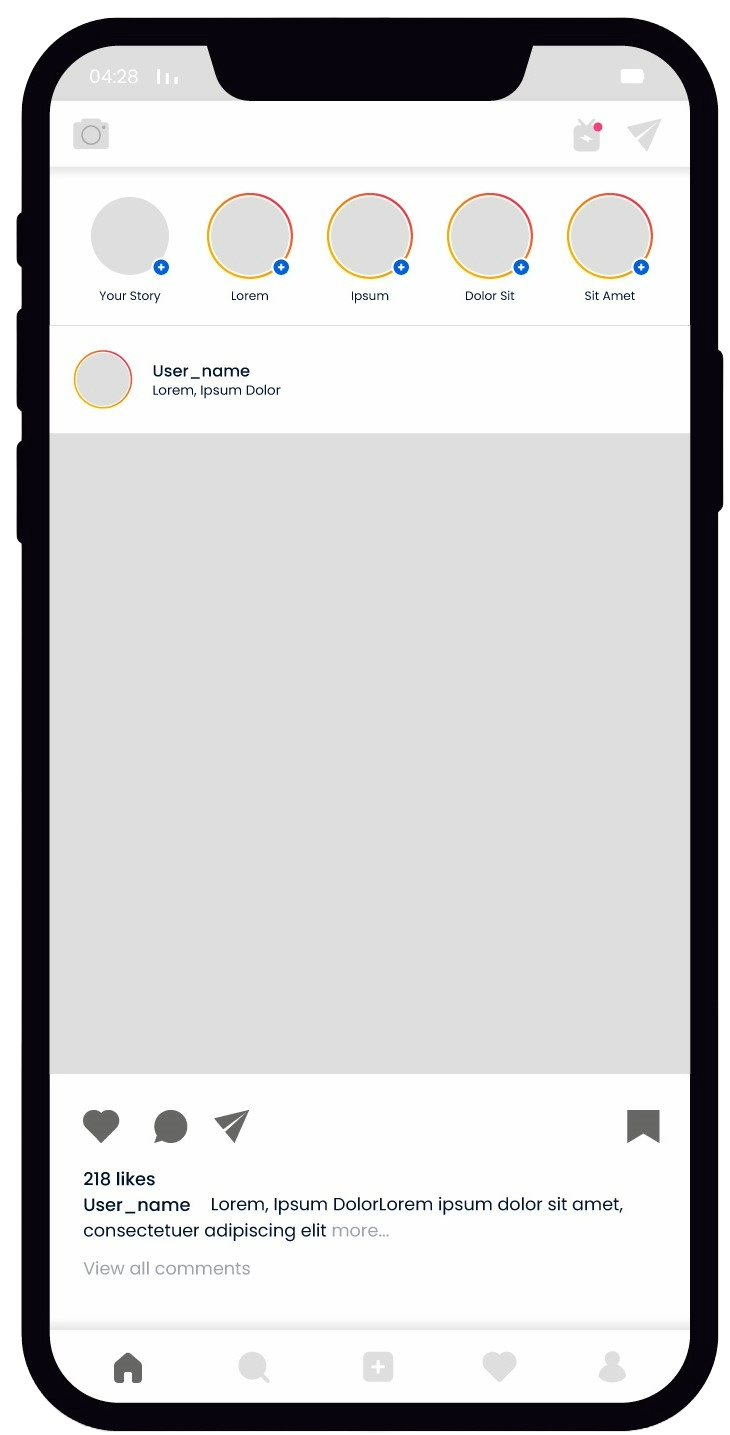 04:28
Your Story Lorem Ipsum Dolor Sit Sit Amet
User_name
Lorem, Ipsum Dolor
218 likes
User_name Lorem, Ipsum DolorLorem ipsum dolor sit amet,
consectetuer adipiscing elit more...
View all comments